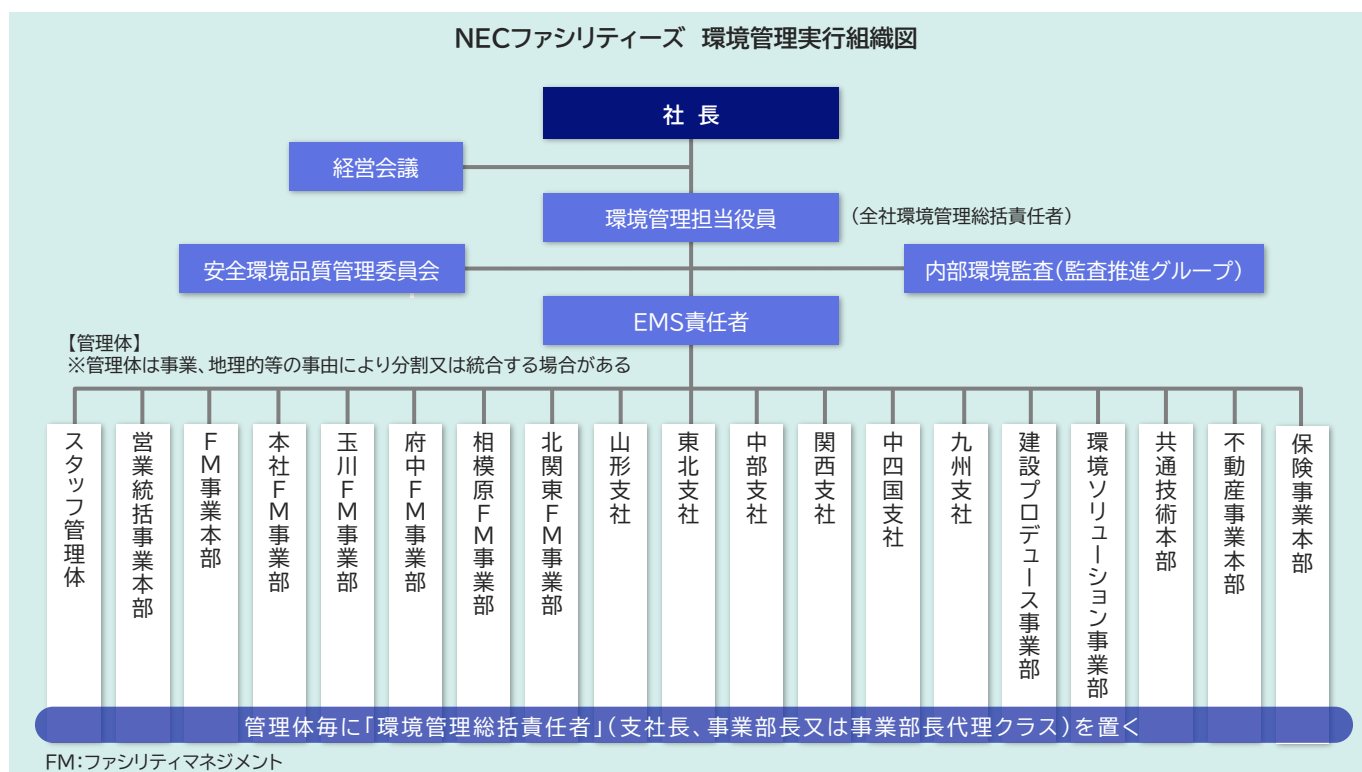 NECファシリティーズ 環境管理実行組織図
社 長
経営会議
環境管理担当役員
（全社環境管理総括責任者）
安全環境品質管理委員会
内部環境監査（監査推進グループ）
EMS責任者
【管理体】
※管理体は事業、地理的等の事由により分割又は統合する場合がある
スタッフ管理体
営業統括事業本部
FM事業本部
本社FM事業部
玉川FM事業部
府中FM事業部
相模原FM事業部
北関東FM事業部
山形支社
東北支社
中部支社
関西支社
中四国支社
九州支社
建設プロデュース事業部
環境ソリューション事業部
共通技術本部
不動産事業本部
保険事業本部
管理体毎に「環境管理総括責任者」（支社長、事業部長又は事業部長代理クラス）を置く
FM：ファシリティマネジメント